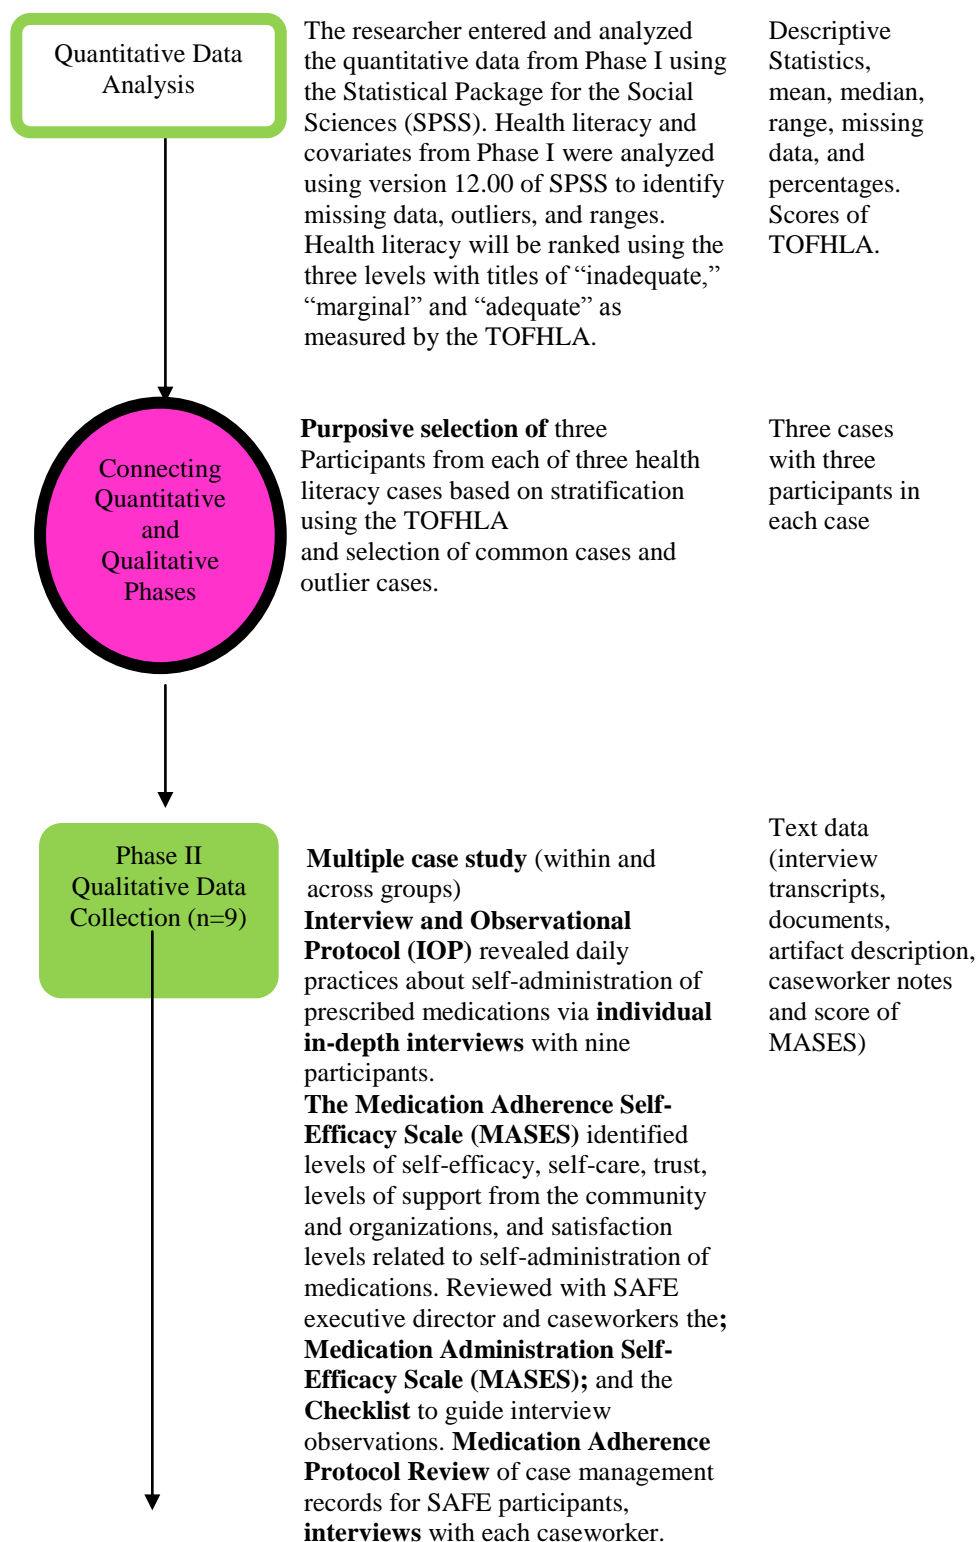 Quantitative Data
Analysis
The researcher entered and analyzed
the quantitative data from Phase I using
the Statistical Package for the Social
Sciences (SPSS). Health literacy and
covariates from Phase I were analyzed
using version 12.00 of SPSS to identify
missing data, outliers, and ranges.
Health literacy will be ranked using the
three levels with titles of “inadequate,”
“marginal” and “adequate” as
measured by the TOFHLA.
Descriptive
Statistics,
mean, median,
range, missing
data, and
percentages.
Scores of
TOFHLA.
Connecting
Quantitative
and
Qualitative
Phases
Purposive selection of three
Participants from each of three health
literacy cases based on stratification
using the TOFHLA
and selection of common cases and
outlier cases.
Three cases
with three
participants in
each case
Phase II
Qualitative Data
Collection (n=9)
Multiple case study (within and
across groups)
Interview and Observational
Protocol (IOP) revealed daily
practices about self-administration of
prescribed medications via individual
in-depth interviews with nine
participants.
The Medication Adherence Self-
Efficacy Scale (MASES) identified
levels of self-efficacy, self-care, trust,
levels of support from the community
and organizations, and satisfaction
levels related to self-administration of
medications. Reviewed with SAFE
executive director and caseworkers the;
Medication Administration Self-
Efficacy Scale (MASES); and the
Checklist to guide interview
observations. Medication Adherence
Protocol Review of case management
records for SAFE participants,
interviews with each caseworker.
Text data
(interview
transcripts,
documents,
artifact description,
caseworker notes
and score of
MASES)